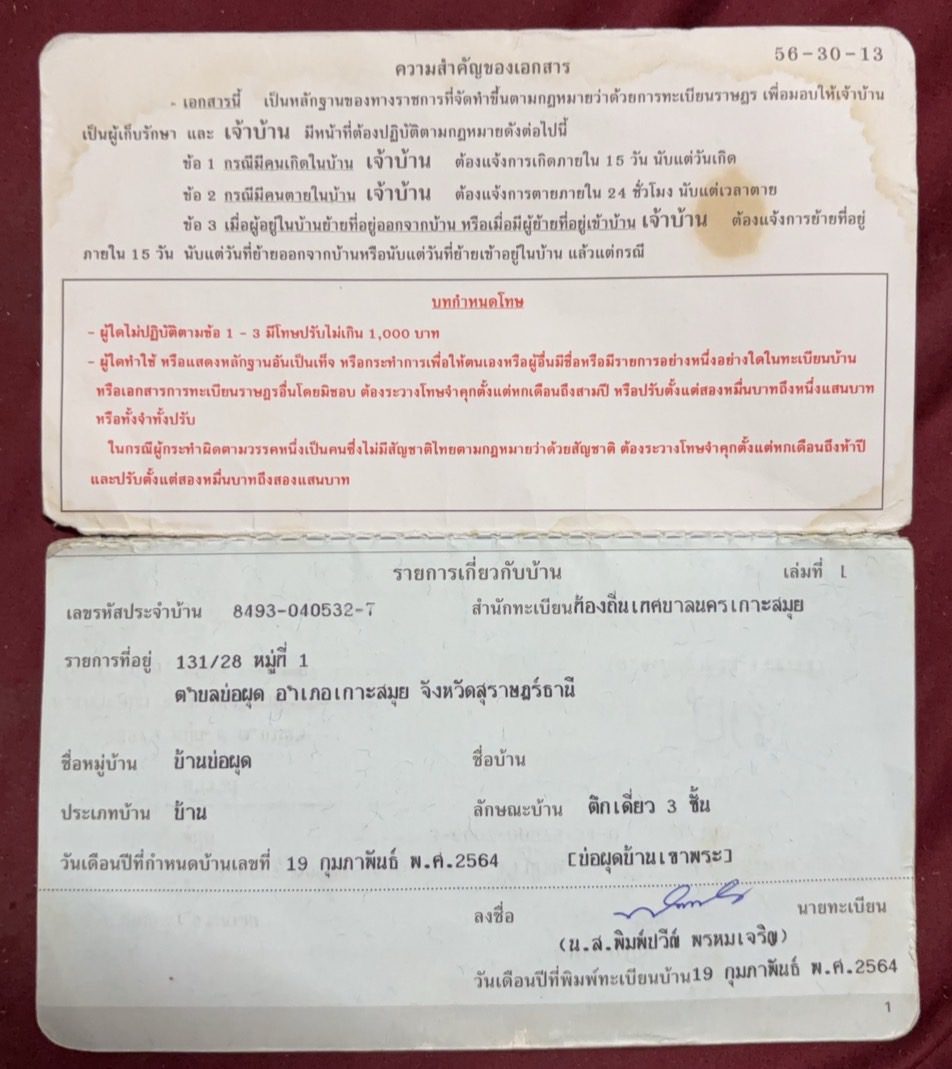 56-30-13
ความสำคัญของเอกสาร
- เอกสารนี้ เป็นหลักฐานของทางราชการที่จัดทำขึ้นตามกฎหมายว่าด้วยการทะเบียนราษฎร เพื่อมอบให้เจ้าบ้าน
เป็นผู้เก็บรักษา และ เจ้าบ้าน มีหน้าที่ต้องปฏิบัติตามกฎหมายดังต่อไปนี้
ข้อ 1 กรณีมีคนเกิดในบ้าน เจ้าบ้าน ต้องแจ้งการเกิดภายใน 15 วัน นับแต่วันเกิด
ข้อ 2 กรณีมีคนตายในบ้าน เจ้าบ้าน ต้องแจ้งการตายภายใน 24 ชั่วโมง นับแต่เวลาตาย
ข้อ 3 เมื่อผู้อยู่ในบ้านย้ายที่อยู่ออกจากบ้าน หรือเมื่อมีผู้ย้ายที่อยู่เข้าบ้าน เจ้าบ้าน ต้องแจ้งการย้ายที่อยู่
ภายใน 15 วัน นับแต่วันที่ย้ายออกจากบ้านหรือนับแต่วันที่ย้ายเข้าอยู่ในบ้าน แล้วแต่กรณี
บทกำหนดโทษ
- ผู้ใดไม่ปฏิบัติตามข้อ 1 - 3 มีโทษปรับไม่เกิน 1,000 บาท
- ผู้ใดทำใช้ หรือแสดงหลักฐานอันเป็นเท็จ หรือกระทำการเพื่อให้ตนเองหรือผู้อื่นมีชื่อหรือมีรายการอย่างหนึ่งอย่างใดในทะเบียนบ้าน
หรือเอกสารการทะเบียนราษฎรอื่นโดยมิชอบ ต้องระวางโทษจำคุกตั้งแต่หกเดือนถึงสามปี หรือปรับตั้งแต่สองหมื่นบาทถึงหนึ่งแสนบาท
หรือทั้งจำทั้งปรับ
ในกรณีผู้กระทำผิดตามวรรคหนึ่งเป็นคนซึ่งไม่มีสัญชาติไทยตามกฎหมายว่าด้วยสัญชาติ ต้องระวางโทษจำคุกตั้งแต่หกเดือนถึงห้าปี
และปรับตั้งแต่สองหมื่นบาทถึงสองแสนบาท
รายการเกี่ยวกับบ้าน เล่มที่ 1
เลขรหัสประจำบ้าน 8493-040532-7 สำนักทะเบียนท้องถิ่นเทศบาลนครเกาะสมุย
รายการที่อยู่ 131/28 หมู่ที่ 1
ตำบลบ่อผุด อำเภอเกาะสมุย จังหวัดสุราษฎร์ธานี
ชื่อหมู่บ้าน บ้านบ่อผุด ชื่อบ้าน
ประเภทบ้าน บ้าน ลักษณะบ้าน ตึกเดี่ยว 3 ชั้น
วันเดือนปีที่กำหนดบ้านเลขที่ 19 กุมภาพันธ์ พ.ศ.2564 [บ่อผุดบ้านเขาพระ]
ลงชื่อ นายทะเบียน
(น.ส.พิมพ์ปวีณ์ พรหมเจริญ)
วันเดือนปีที่พิมพ์ทะเบียนบ้าน19 กุมภาพันธ์ พ.ศ.2564
1